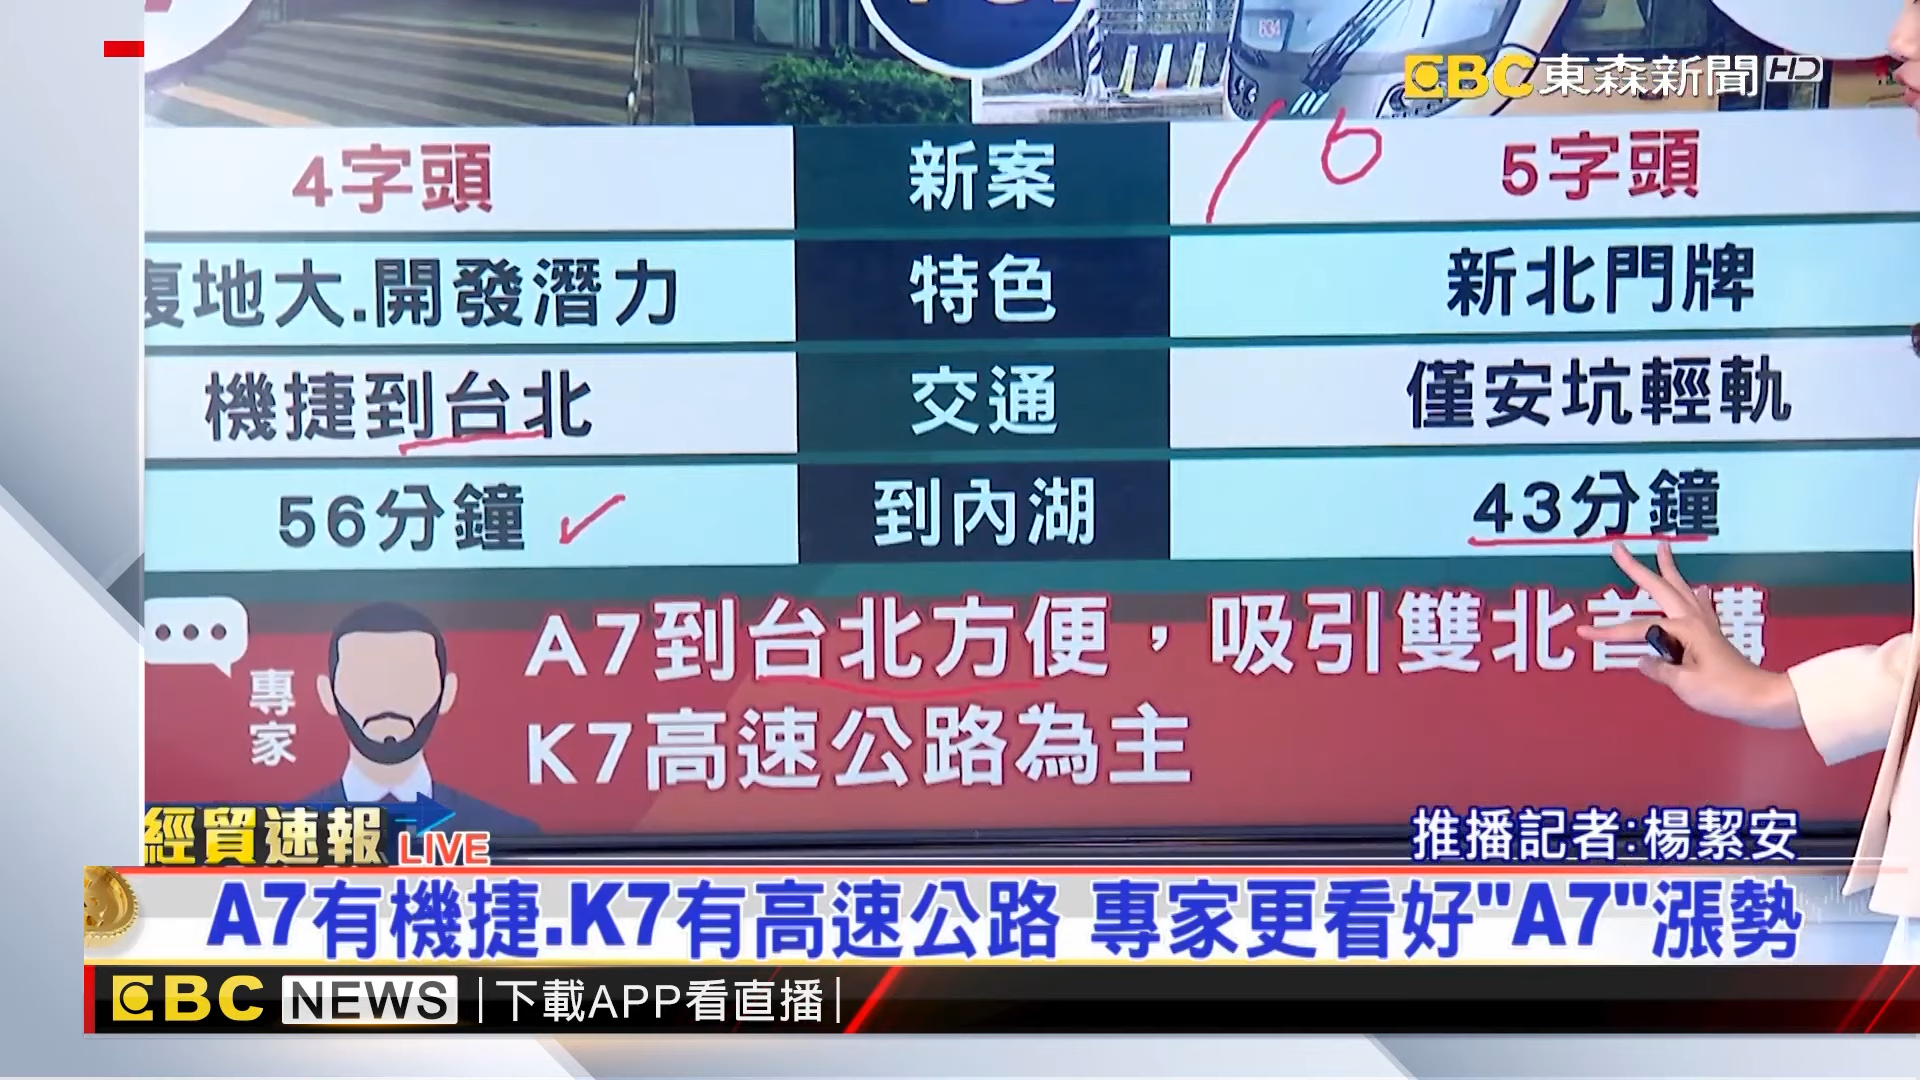 634
EBC東森新聞HD
10
4字頭 新案 5字頭
腹地大.開發潛力 特色 新北門牌
機捷到台北 交通 僅安坑輕軌
56分鐘 到內湖 43分鐘
專家
A7到台北方便，吸引雙北首購
K7高速公路為主
經貿速報 LIVE
推播記者:楊絜安
A7有機捷.K7有高速公路 專家更看好"A7"漲勢
EBC NEWS |下載APP看直播|